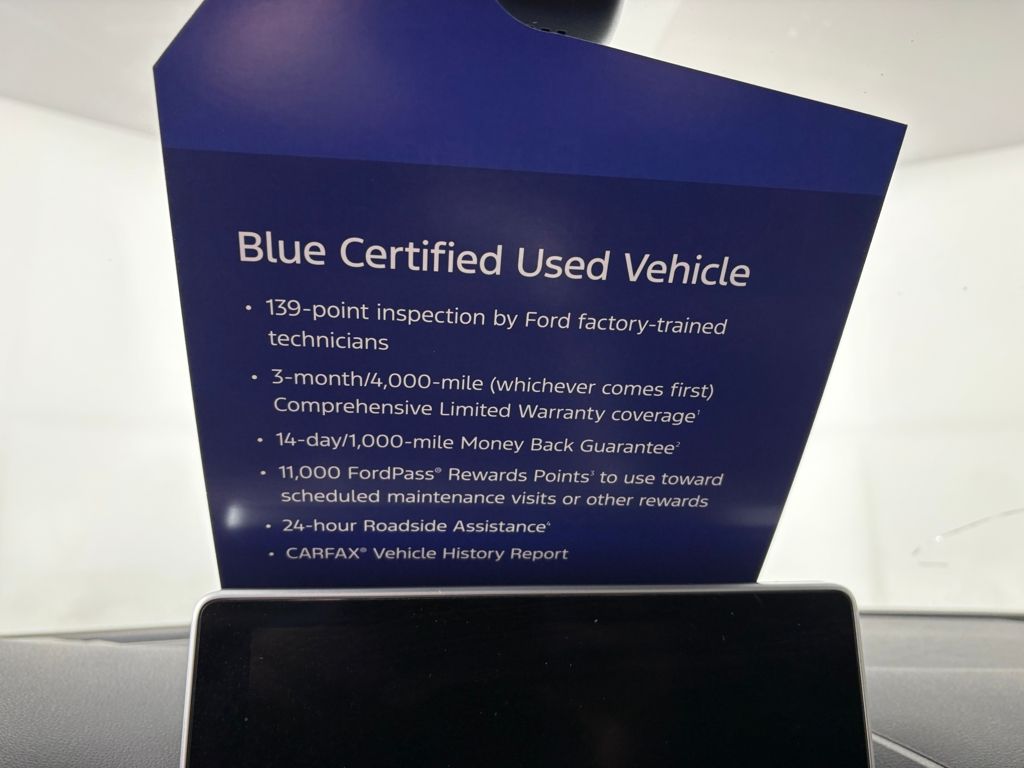 Blue Certified Used Vehicle
• 139-point inspection by Ford factory-trained
technicians
• 3-month/4,000-mile (whichever comes first)
Comprehensive Limited Warranty coverage¹
• 14-day/1,000-mile Money Back Guarantee²
• 11,000 FordPass® Rewards Points³ to use toward
scheduled maintenance visits or other rewards
• 24-hour Roadside Assistance⁴
• CARFAX® Vehicle History Report